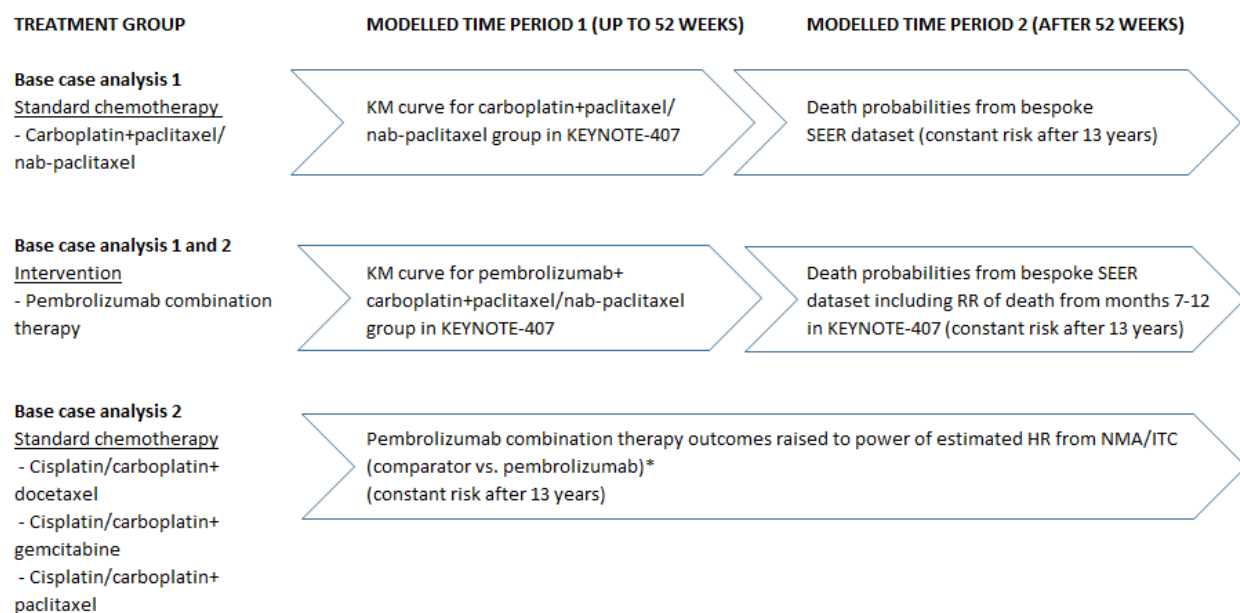 TREATMENT GROUP
MODELLED TIME PERIOD 1 (UP TO 52 WEEKS)
MODELLED TIME PERIOD 2 (AFTER 52 WEEKS)
Base case analysis 1
Standard chemotherapy
- Carboplatin+paclitaxel/
nab-paclitaxel
KM curve for carboplatin+paclitaxel/
nab-paclitaxel group in KEYNOTE-407
Death probabilities from bespoke
SEER dataset (constant risk after 13 years)
Base case analysis 1 and 2
Intervention
- Pembrolizumab combination
therapy
KM curve for pembrolizumab+
carboplatin+paclitaxel/nab-paclitaxel
group in KEYNOTE-407
Death probabilities from bespoke SEER
dataset including RR of death from months 7-12
in KEYNOTE-407 (constant risk after 13 years)
Base case analysis 2
Standard chemotherapy
- Cisplatin/carboplatin+
docetaxel
- Cisplatin/carboplatin+
gemcitabine
- Cisplatin/carboplatin+
paclitaxel
Pembrolizumab combination therapy outcomes raised to power of estimated HR from NMA/ITC
(comparator vs. pembrolizumab)*
(constant risk after 13 years)